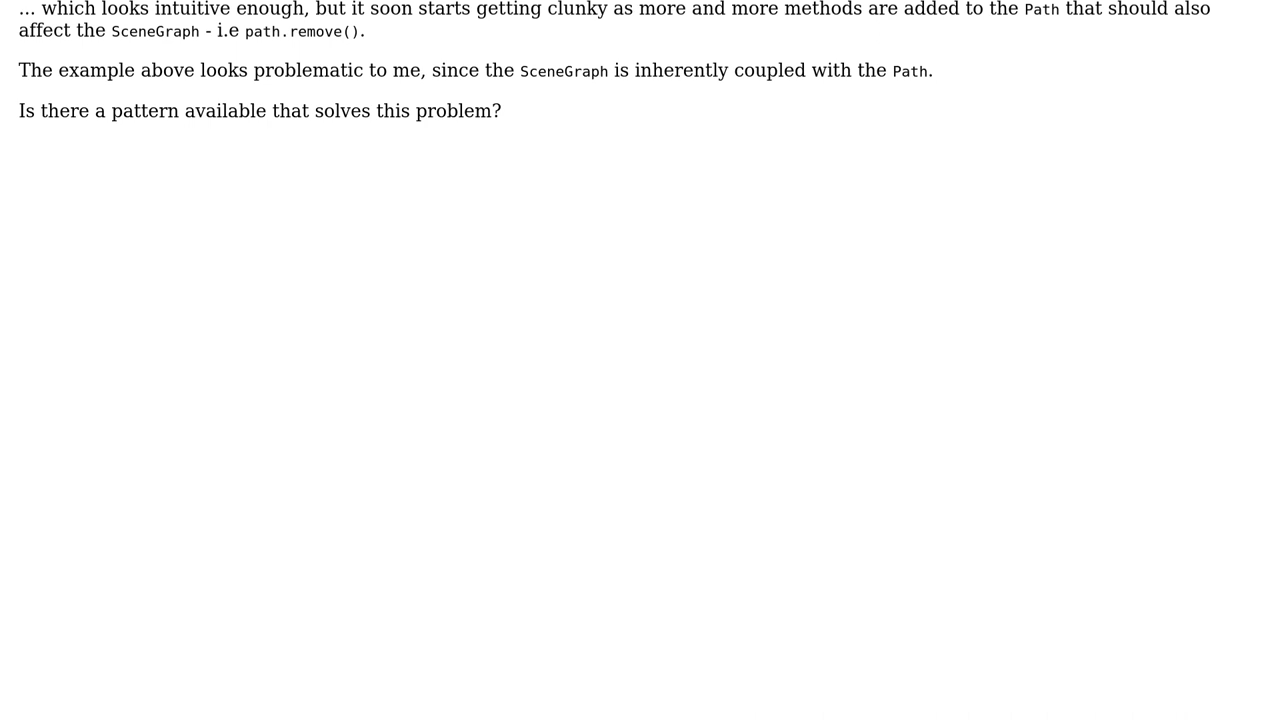 ... which looks intuitive enough, but it soon starts getting clunky as more and more methods are added to the Path that should also
affect the SceneGraph - i.e path.remove().
The example above looks problematic to me, since the SceneGraph is inherently coupled with the Path.
Is there a pattern available that solves this problem?